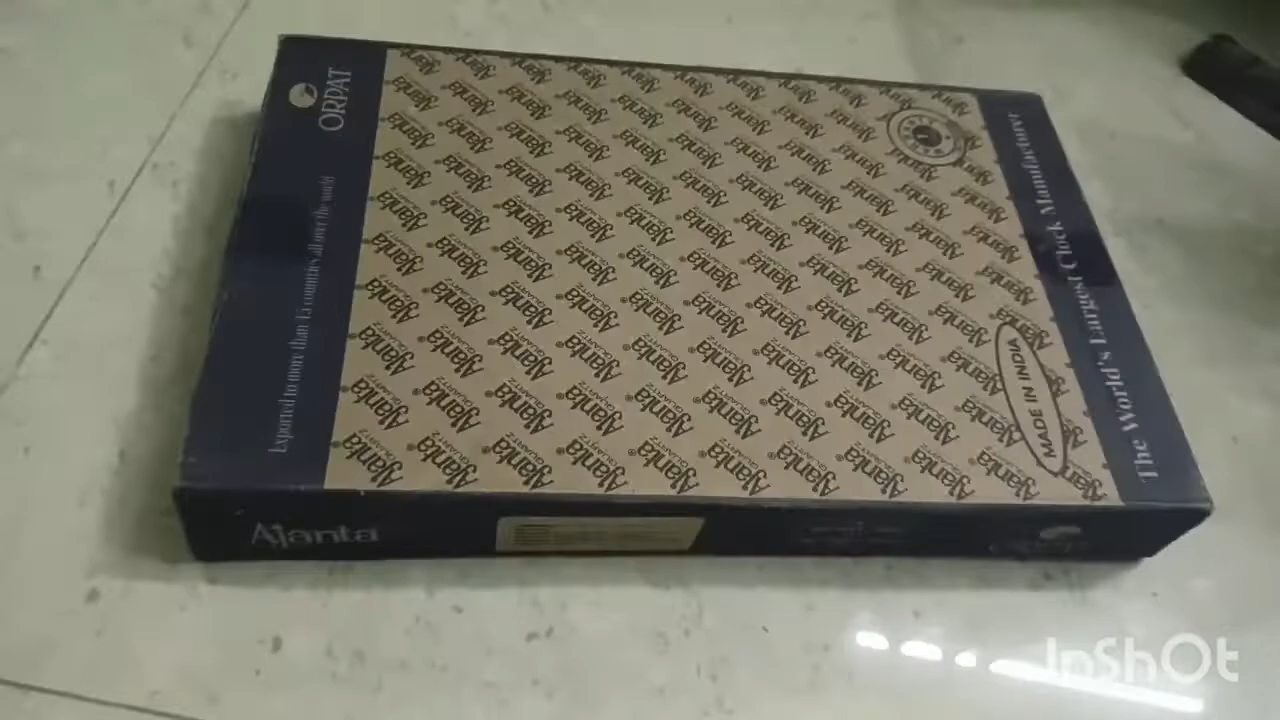 ORPAT
Exported to more than 45 countries all over the world
Ajanta®
QUARTZ
MADE IN INDIA
The World's Largest Clock Manufacturer
Ajanta
InShOt